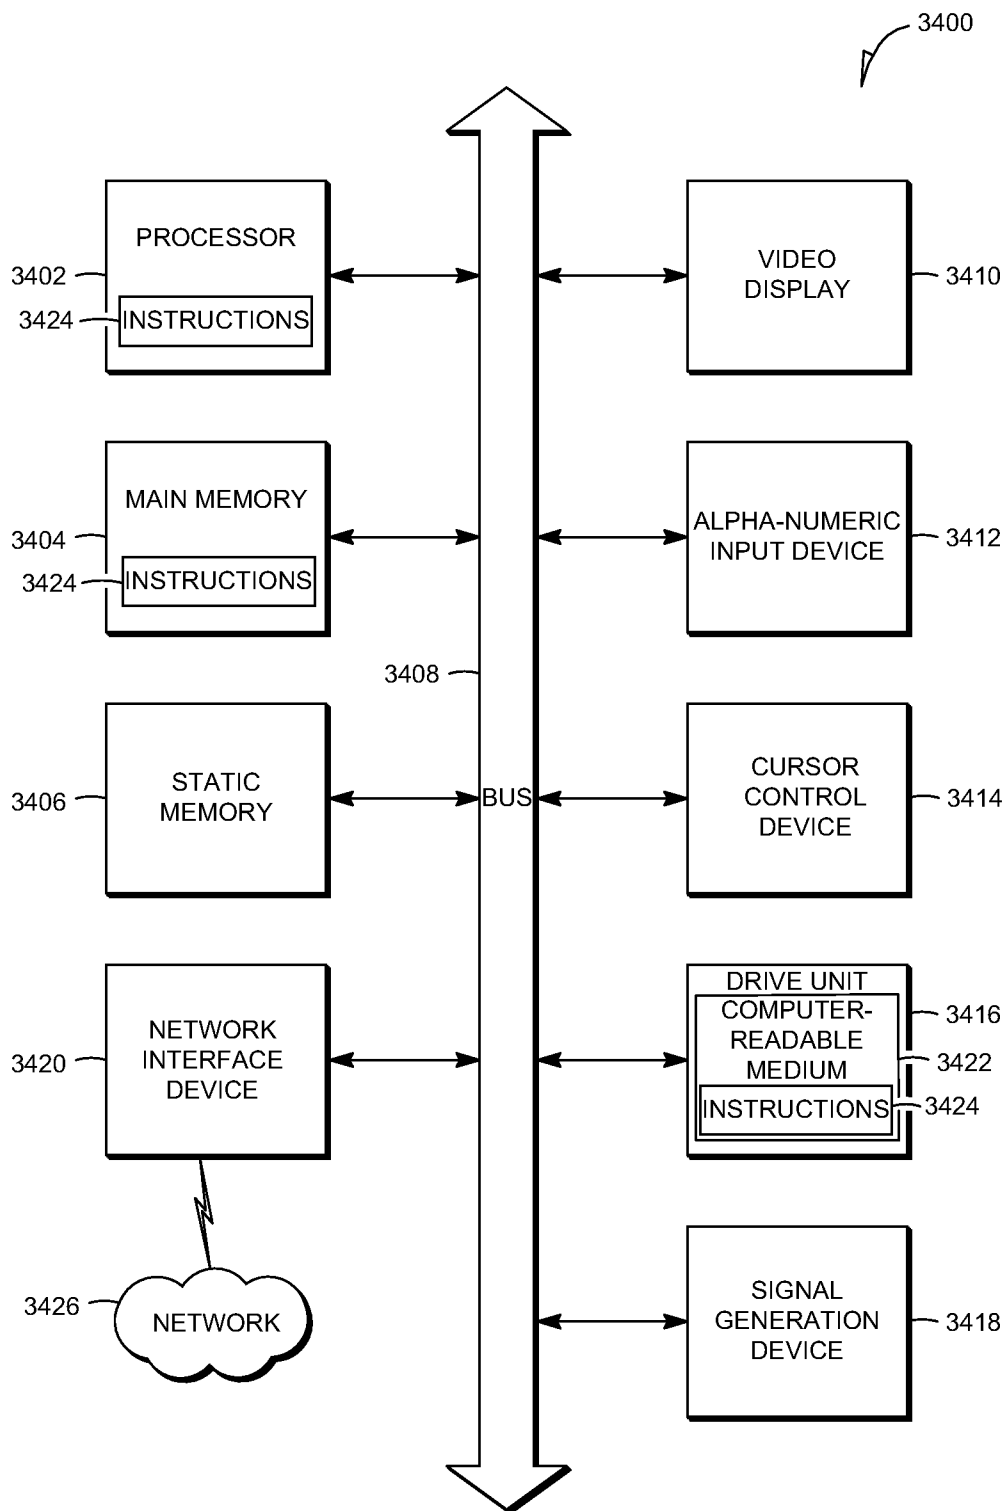 3400
PROCESSOR
3402
3424
INSTRUCTIONS
VIDEO
DISPLAY
3410
MAIN MEMORY
3404
3424
INSTRUCTIONS
ALPHA-NUMERIC
INPUT DEVICE
3412
3408
STATIC
MEMORY
3406
BUS
CURSOR
CONTROL
DEVICE
3414
NETWORK
INTERFACE
DEVICE
3420
DRIVE UNIT
COMPUTER-
READABLE
MEDIUM
INSTRUCTIONS
3416
3422
3424
3426
NETWORK
SIGNAL
GENERATION
DEVICE
3418